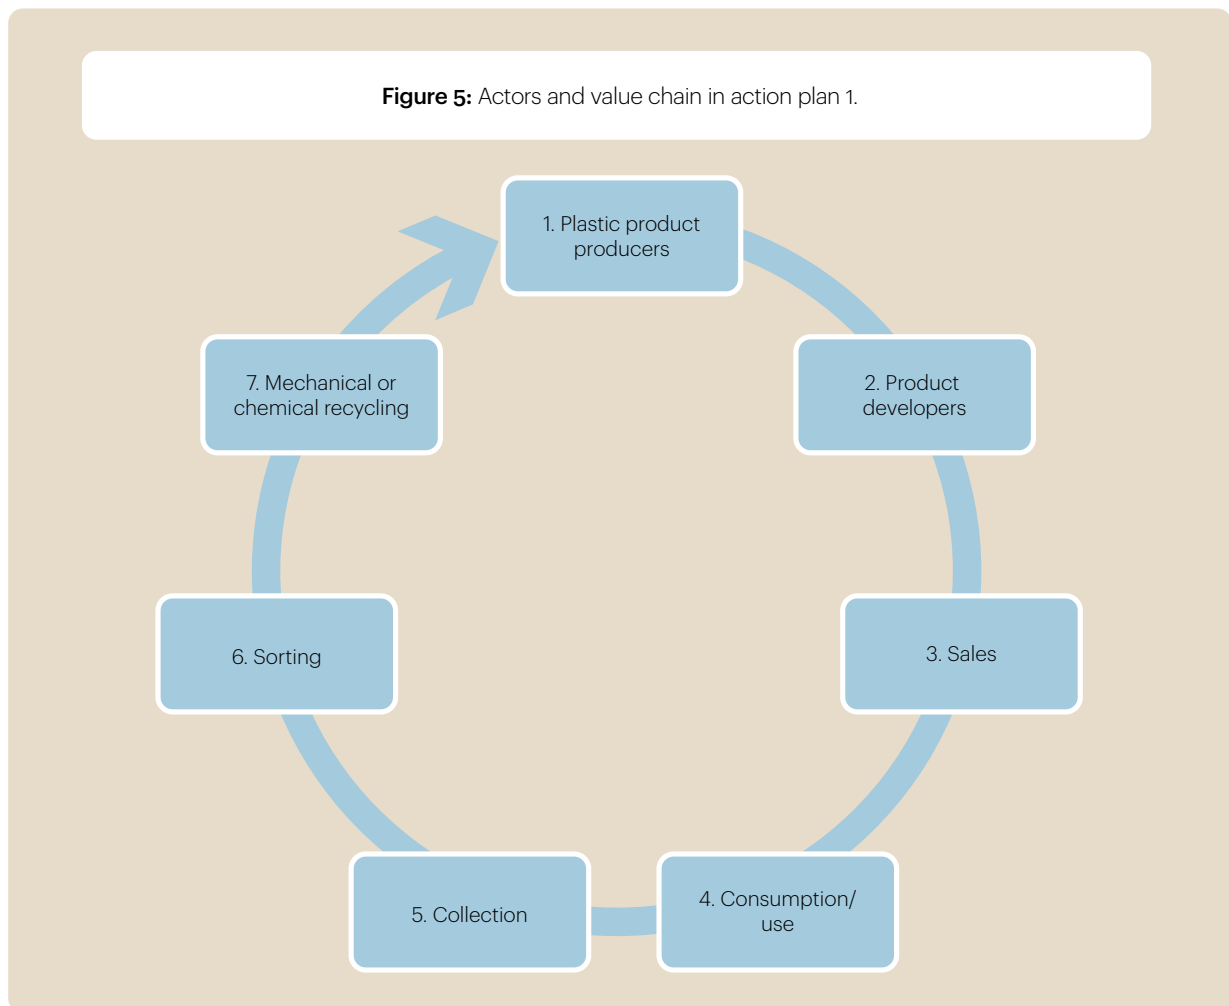 Figure 5: Actors and value chain in action plan 1.
1. Plastic product
producers
2. Product
developers
3. Sales
4. Consumption/
use
5. Collection
6. Sorting
7. Mechanical or
chemical recycling